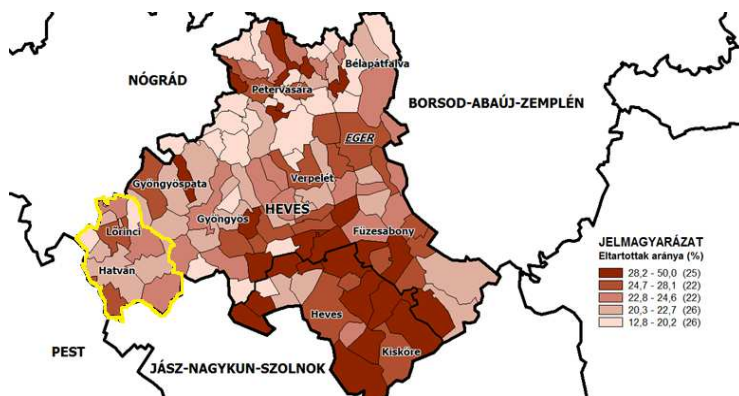 NÓGRÁD
Bélapátfalva
Pétervására
BORSOD-ABAÚJ-ZEMPLÉN
EGER
Gyöngyöspata
Verpelét
Lőrinci
Gyöngyös
HEVES
Füzesabony
Hatvan
Heves
PEST
JÁSZ-NAGYKUN-SZOLNOK
Kisköre
JELMAGYARÁZAT
Eltartottak aránya (%)
28,2 - 50,0 (25)
24,7 - 28,1 (22)
22,8 - 24,6 (22)
20,3 - 22,7 (26)
12,8 - 20,2 (26)